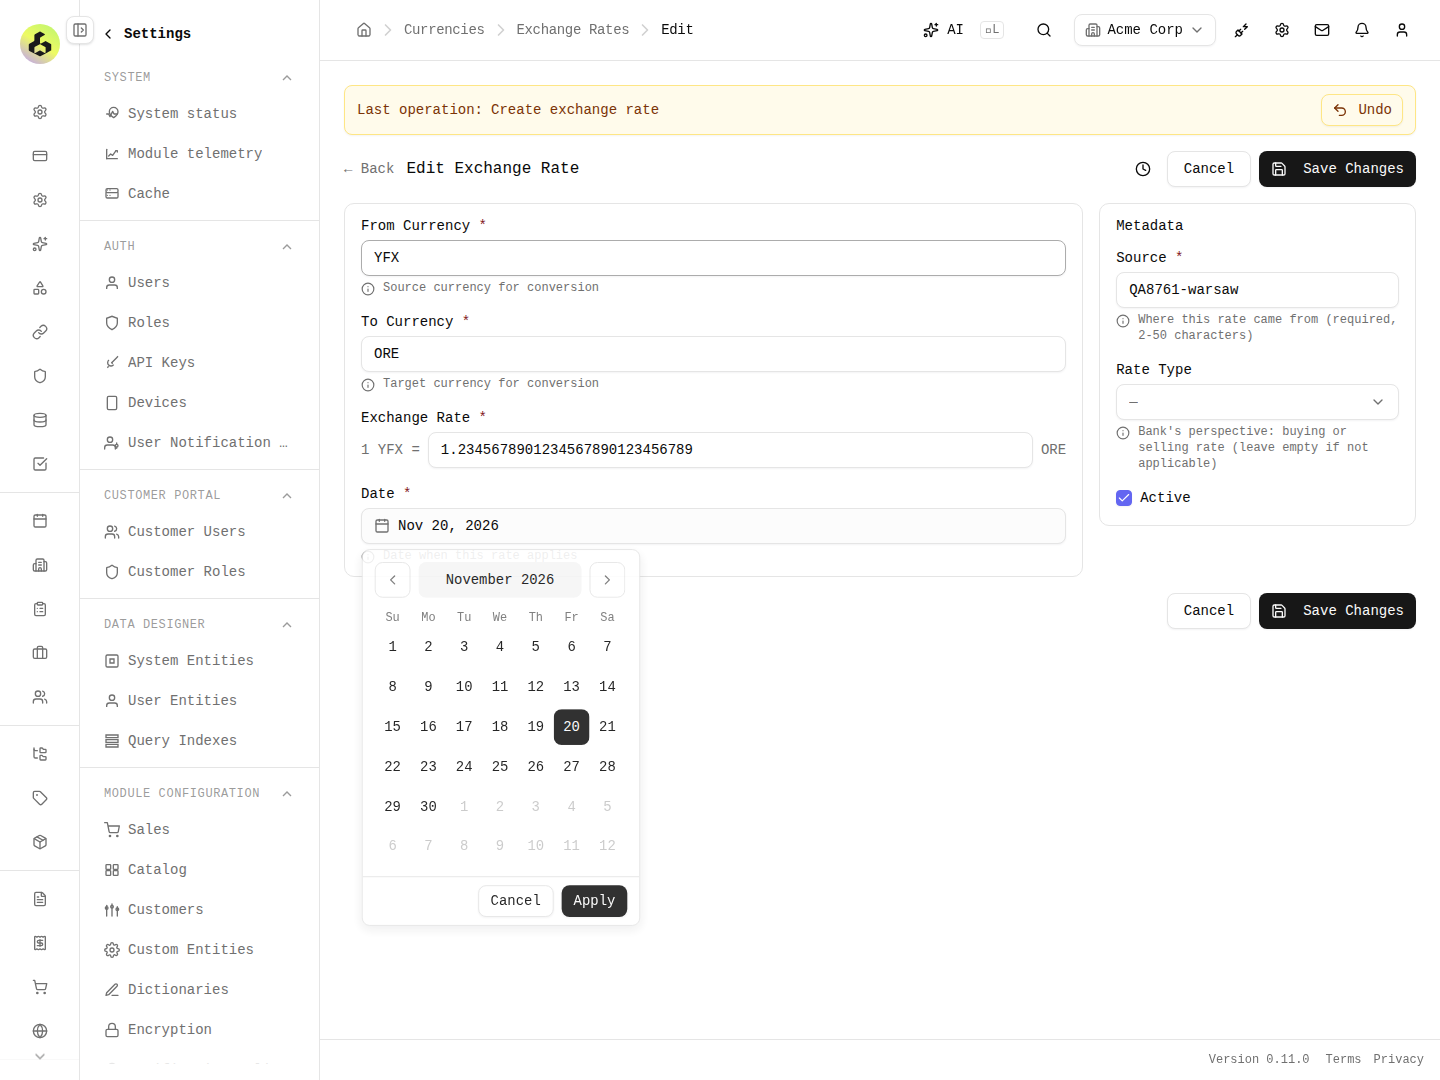 Settings
SYSTEM
System status
Module telemetry
Cache
AUTH
Users
Roles
API Keys
Devices
User Notification …
CUSTOMER PORTAL
Customer Users
Customer Roles
DATA DESIGNER
System Entities
User Entities
Query Indexes
MODULE CONFIGURATION
Sales
Catalog
Customers
Custom Entities
Dictionaries
Encryption
Currencies
Exchange Rates
Edit
AI
Acme Corp
Last operation: Create exchange rate
Undo
← Back
Edit Exchange Rate
Cancel
Save Changes
From Currency *
YFX
Source currency for conversion
To Currency *
ORE
Target currency for conversion
Exchange Rate *
1 YFX =
1.2345678901234567890123456789
ORE
Date *
Nov 20, 2026
Date when this rate applies
November 2026
Su Mo Tu We Th Fr Sa
1 2 3 4 5 6 7
8 9 10 11 12 13 14
15 16 17 18 19 20 21
22 23 24 25 26 27 28
29 30 1 2 3 4 5
6 7 8 9 10 11 12
Cancel
Apply
Metadata
Source *
QA8761-warsaw
Where this rate came from (required,
2-50 characters)
Rate Type
—
Bank's perspective: buying or
selling rate (leave empty if not
applicable)
Active
Cancel
Save Changes
Version 0.11.0
Terms
Privacy